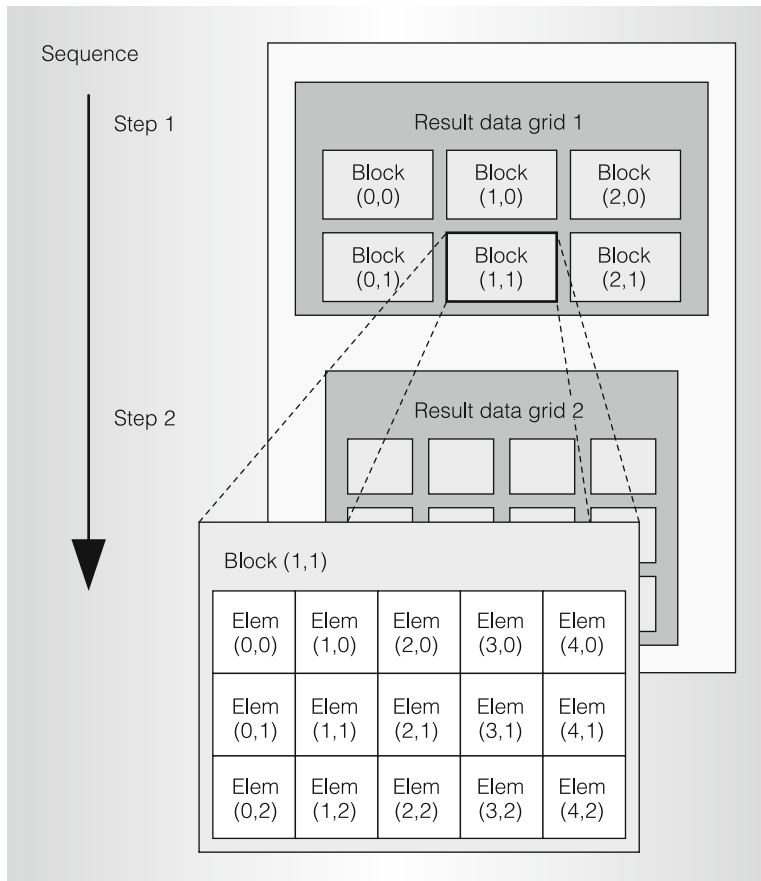 Sequence
Step 1
Result data grid 1
Block
(0,0)
Block
(1,0)
Block
(2,0)
Block
(0,1)
Block
(1,1)
Block
(2,1)
Step 2
Result data grid 2
Block (1,1)
Elem
(0,0)
Elem
(1,0)
Elem
(2,0)
Elem
(3,0)
Elem
(4,0)
Elem
(0,1)
Elem
(1,1)
Elem
(2,1)
Elem
(3,1)
Elem
(4,1)
Elem
(0,2)
Elem
(1,2)
Elem
(2,2)
Elem
(3,2)
Elem
(4,2)